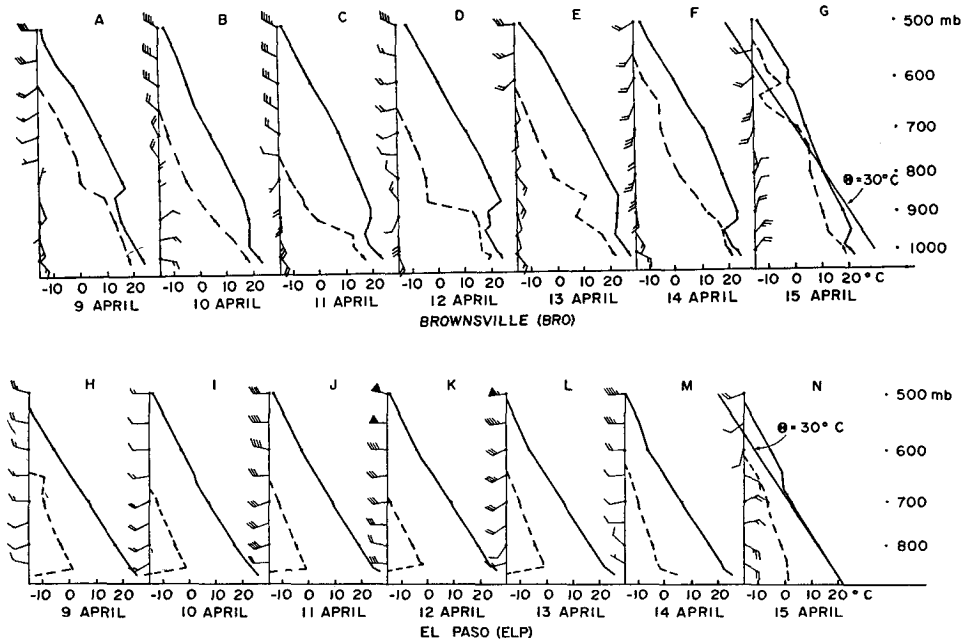 A B C D E F G
500 mb
600
700
800
900
1000
Θ=30°C
-10 0 10 20 -10 0 10 20 -10 0 10 20 -10 0 10 20 -10 0 10 20 -10 0 10 20 -10 0 10 20°C
9 APRIL 10 APRIL 11 APRIL 12 APRIL 13 APRIL 14 APRIL 15 APRIL
BROWNSVILLE (BRO)
H I J K L M N
500 mb
Θ=30°C
600
700
800
-10 0 10 20 -10 0 10 20 -10 0 10 20 -10 0 10 20 -10 0 10 20 -10 0 10 20 -10 0 10 20 °C
9 APRIL 10 APRIL 11 APRIL 12 APRIL 13 APRIL 14 APRIL 15 APRIL
EL PASO (ELP)